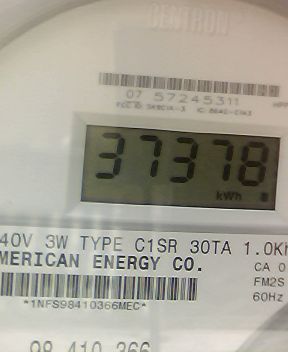 CENTRON
07 57245311
37378
kWh
40V 3W TYPE C1SR 30TA 1.0Kh
MERICAN ENERGY CO.
CA 0
FM2S
60Hz
*1NFS98410366MEC*
98 410 366